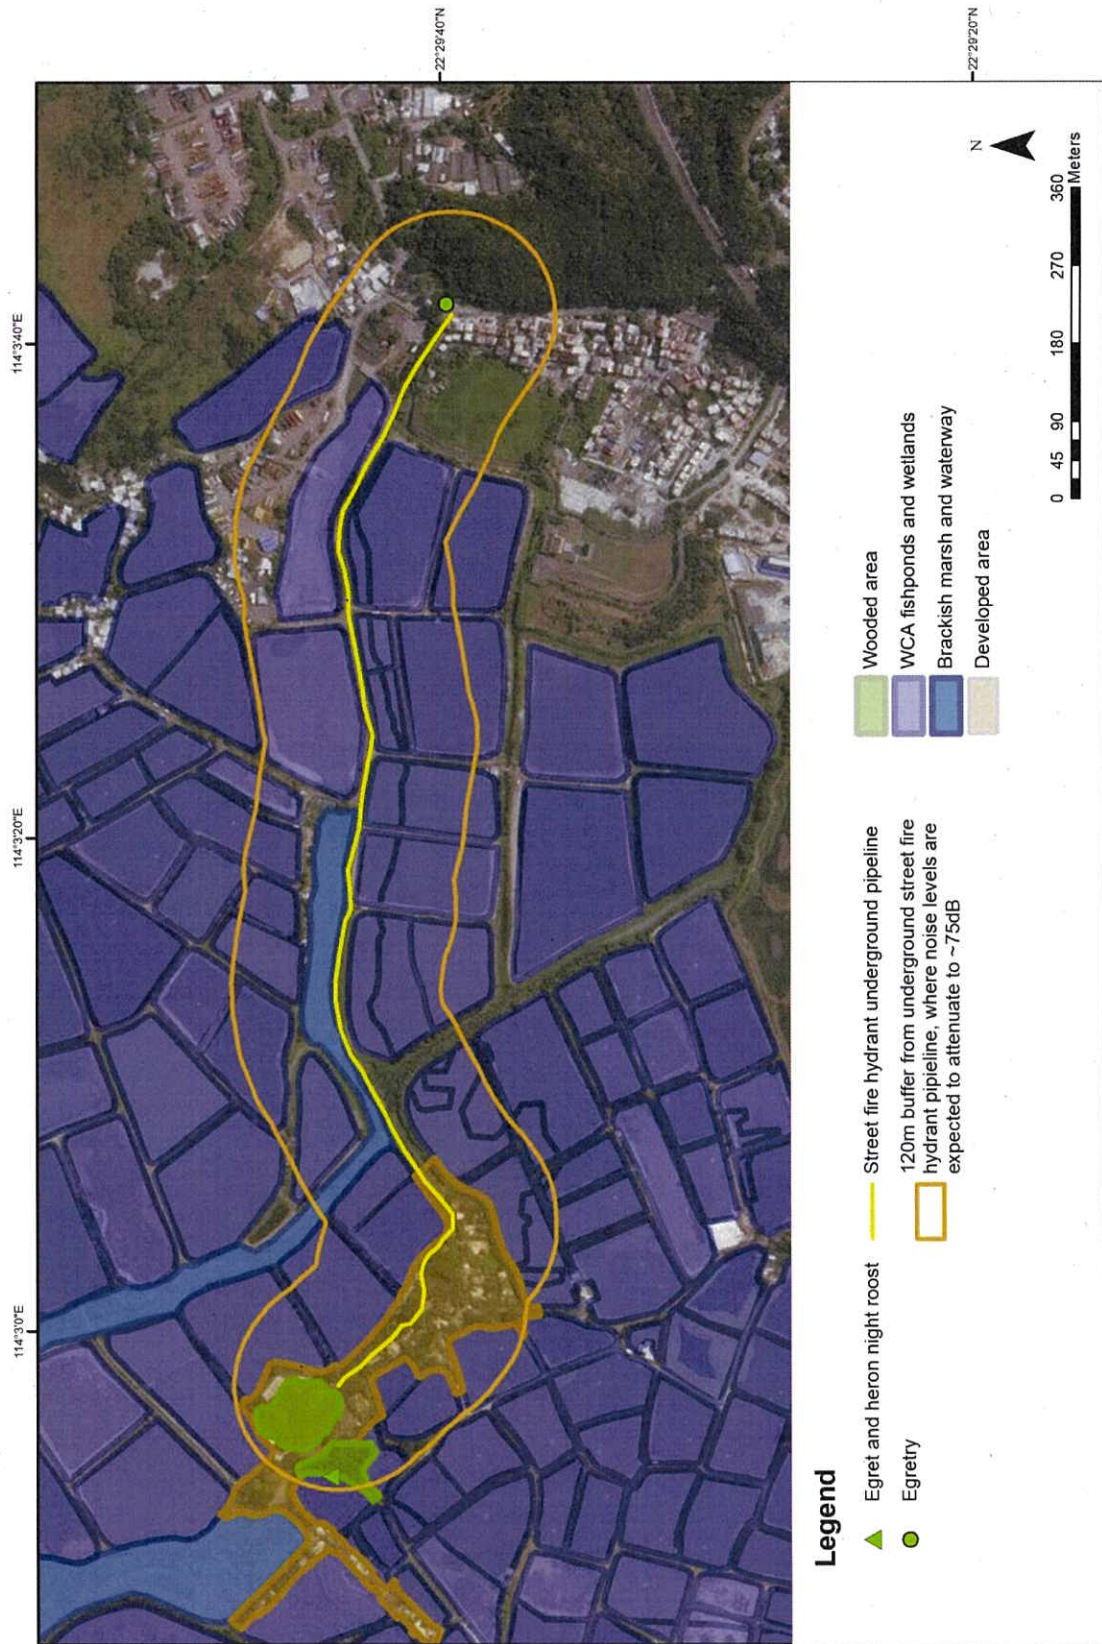 114°3'0"E
114°3'20"E
114°3'40"E
22°29'40"N
22°29'20"N
Legend
Egret and heron night roost
Egretry
Street fire hydrant underground pipeline
120m buffer from underground street fire
hydrant pipieline, where noise levels are
expected to attenuate to ~75dB
Wooded area
WCA fishponds and wetlands
Brackish marsh and waterway
Developed area
N
0 45 90 180 270 360
Meters